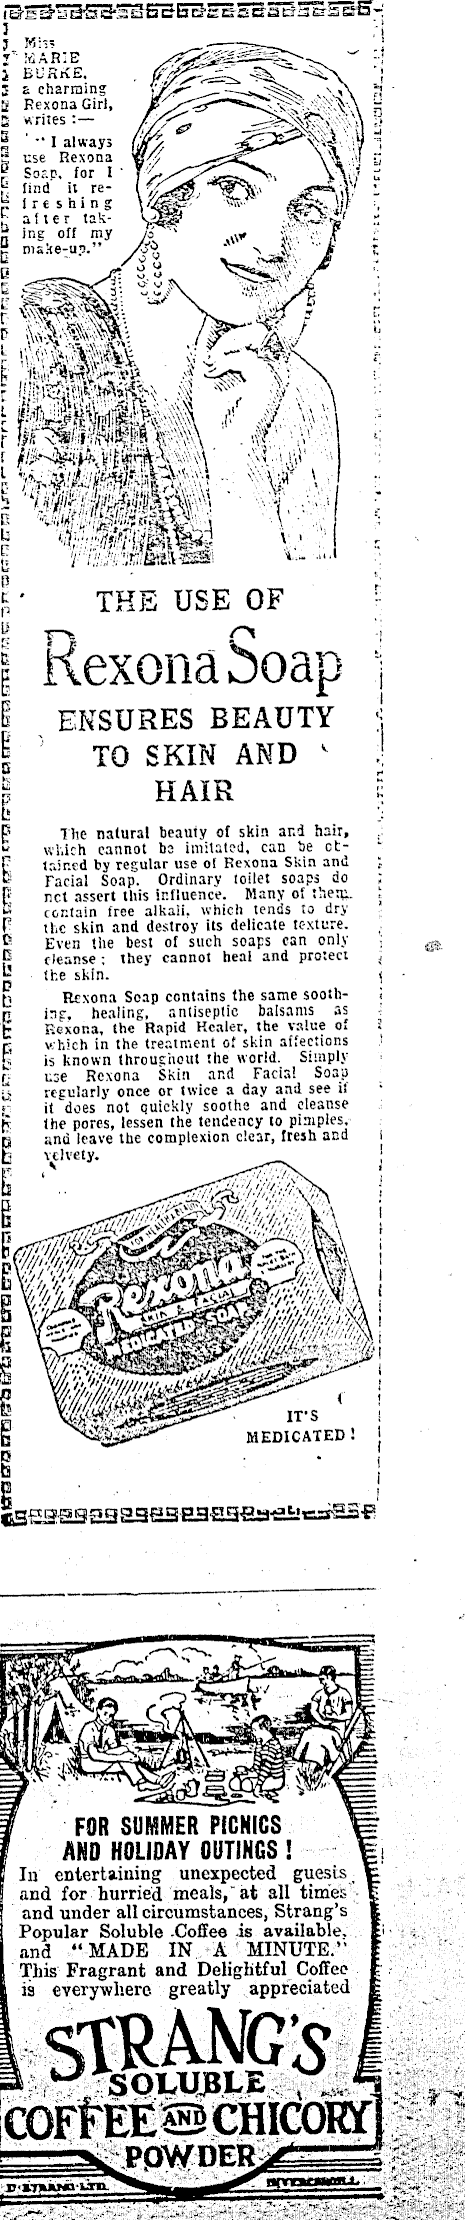 Miss
MARIE
BURKE,
a charming
Rexona Girl,
writes :—
"I always
use Rexona
Soap, for I
find it re-
freshing
after tak-
ing off my
make-up."
THE USE OF
Rexona Soap
ENSURES BEAUTY
TO SKIN AND
HAIR
The natural beauty of skin and hair,
which cannot be imitated, can be ob-
tained by regular use of Rexona Skin and
Facial Soap. Ordinary toilet soaps do
not assert this influence. Many of them
contain free alkali, which tends to dry
the skin and destroy its delicate texture.
Even the best of such soaps can only
cleanse; they cannot heal and protect
the skin.
Rexona Soap contains the same sooth-
ing, healing, antiseptic balsams as
Rexona, the Rapid Healer, the value of
which in the treatment of skin affections
is known throughout the world. Simply
use Rexona Skin and Facial Soap
regularly once or twice a day and see if
it does not quickly soothe and cleanse
the pores, lessen the tendency to pimples,
and leave the complexion clear, fresh and
velvety.
Rexona
SKIN & FACIAL
MEDICATED SOAP
IT'S
MEDICATED!
FOR SUMMER PICNICS
AND HOLIDAY OUTINGS!
In entertaining unexpected guests
and for hurried meals, at all times
and under all circumstances, Strang's
Popular Soluble Coffee is available,
and "MADE IN A MINUTE."
This Fragrant and Delightful Coffee
is everywhere greatly appreciated
STRANG'S
SOLUBLE
COFFEE AND CHICORY
POWDER
D. STRANG LTD. INVERCARGILL